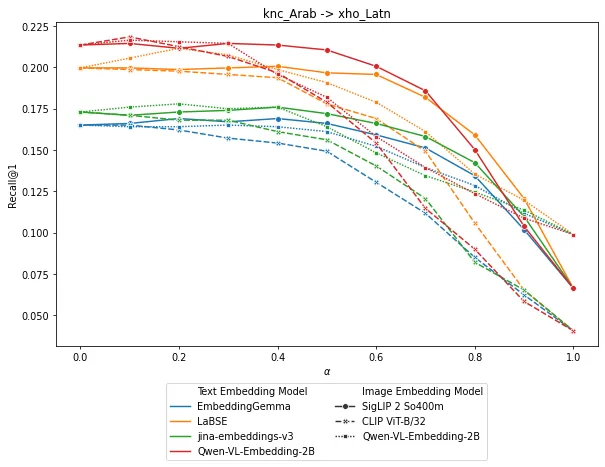 knc_Arab -> xho_Latn
Recall@1
0.225
0.200
0.175
0.150
0.125
0.100
0.075
0.050
0.0 0.2 0.4 0.6 0.8 1.0
α
Text Embedding Model Image Embedding Model
EmbeddingGemma SigLIP 2 So400m
LaBSE CLIP ViT-B/32
jina-embeddings-v3 Qwen-VL-Embedding-2B
Qwen-VL-Embedding-2B